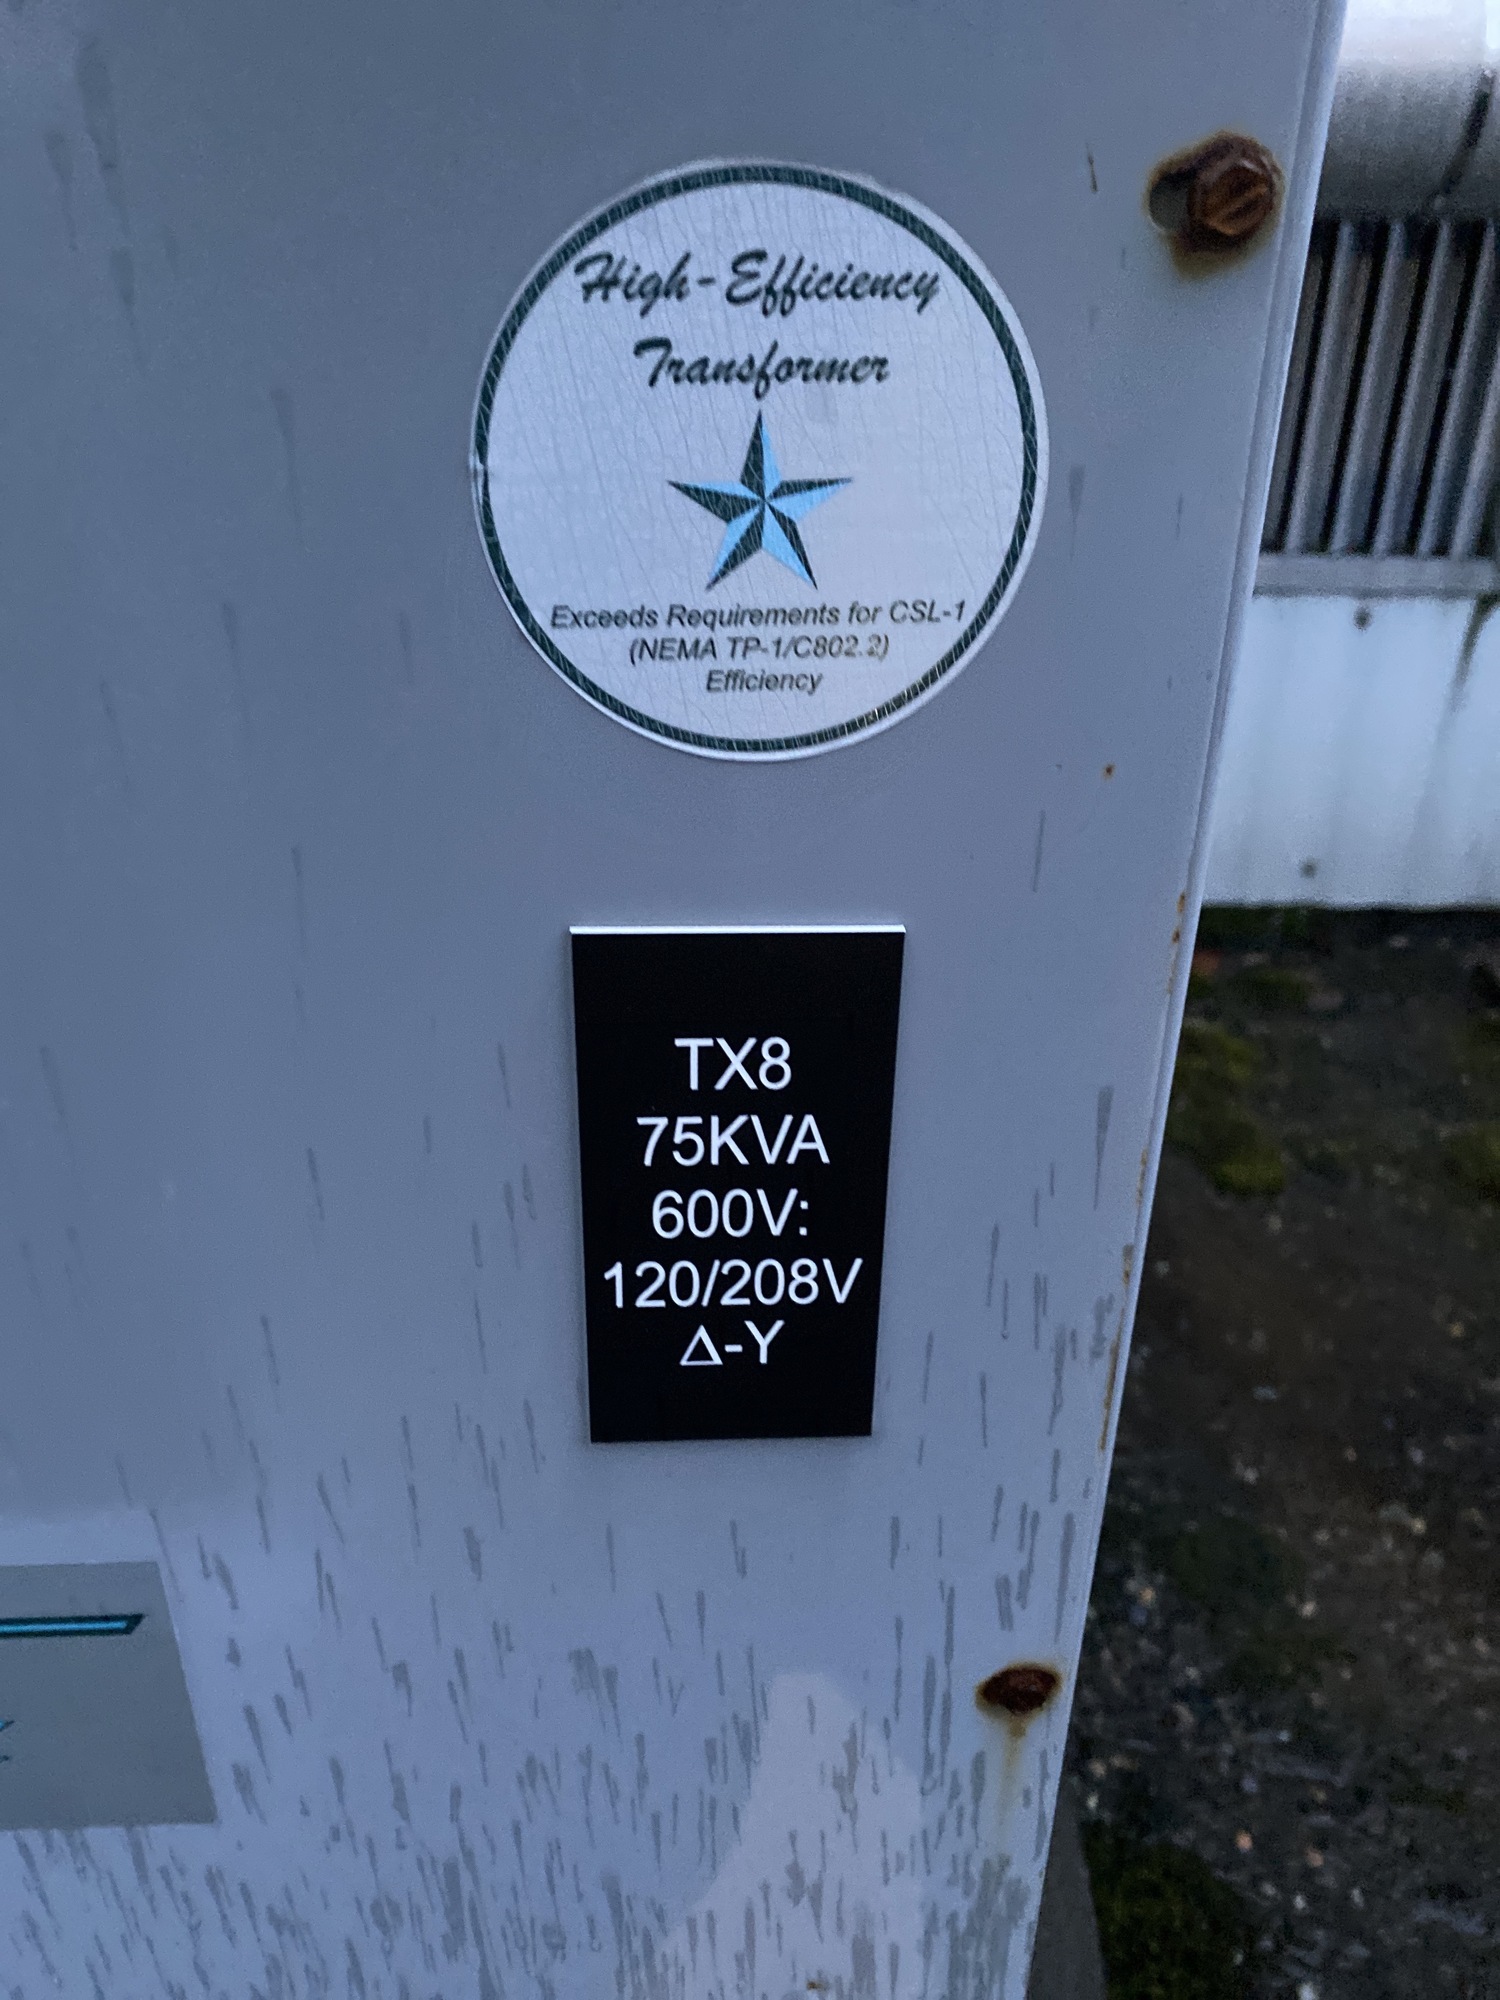 High-Efficiency
Transformer
Exceeds Requirements for CSL-1
(NEMA TP-1/C802.2)
Efficiency
TX8
75KVA
600V:
120/208V
Δ-Y